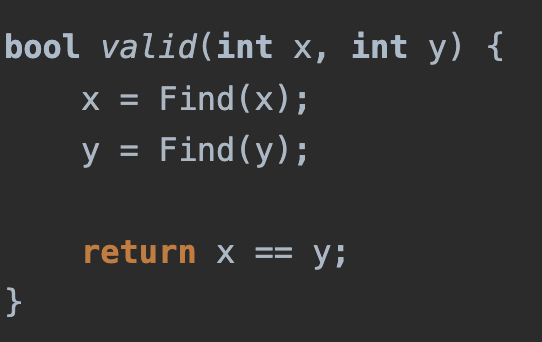 bool valid(int x, int y) {
    x = Find(x);
    y = Find(y);

    return x == y;
}